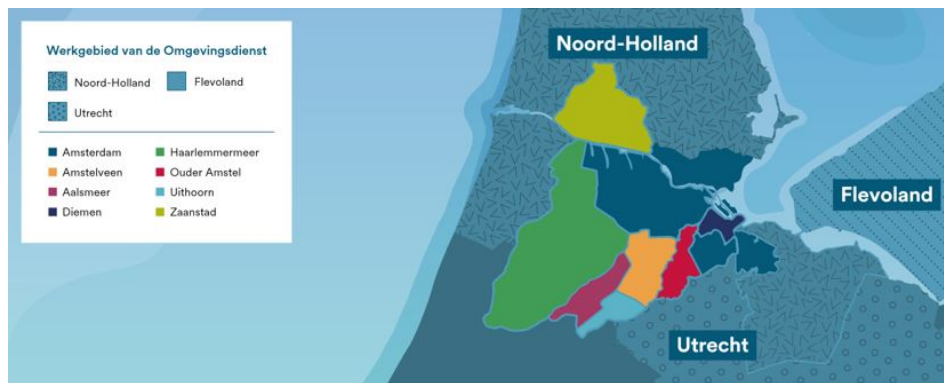 Werkgebied van de Omgevingsdienst
Noord-Holland Flevoland
Utrecht
Amsterdam Haarlemmermeer
Amstelveen Ouder Amstel
Aalsmeer Uithoorn
Diemen Zaanstad
Noord-Holland
Flevoland
Utrecht